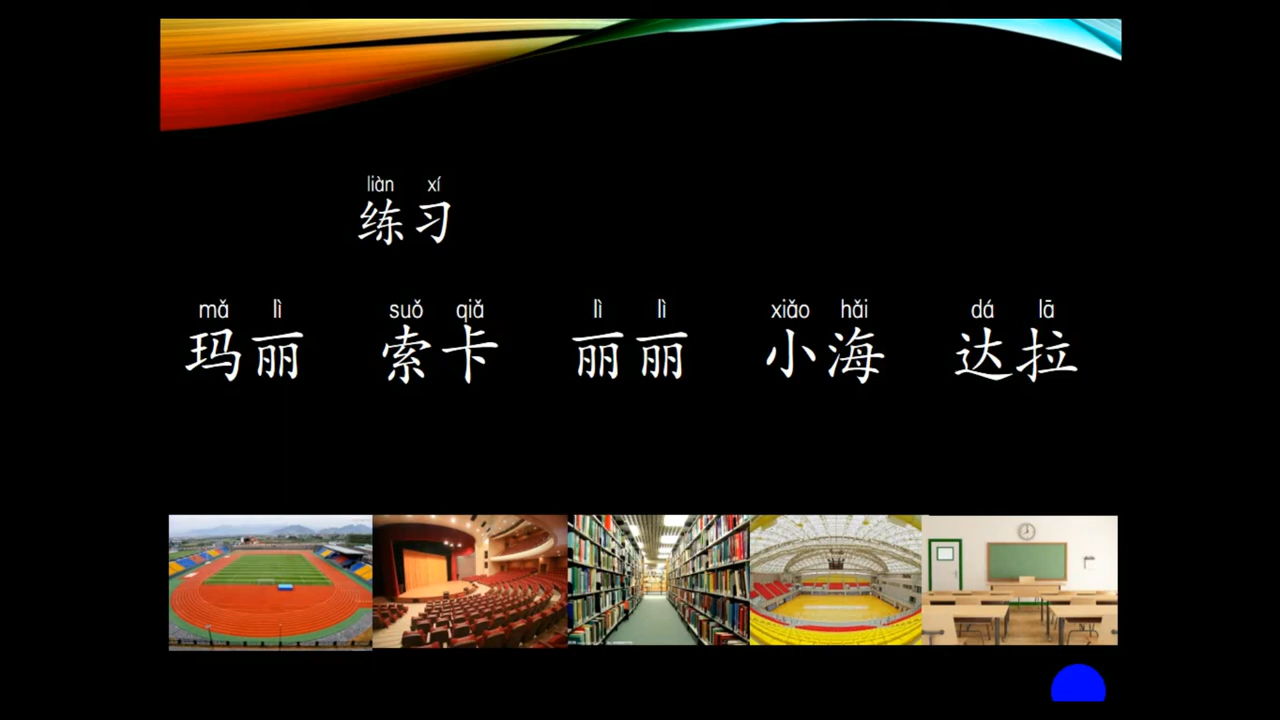 liàn xí
练习
mǎ lì suǒ qiǎ lì lì xiǎo hǎi dá lā
玛丽 索卡 丽丽 小海 达拉